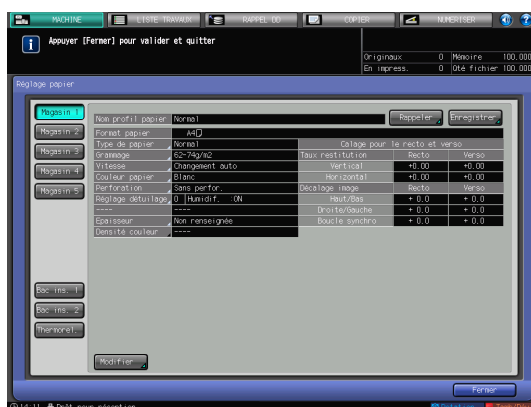 MACHINE LISTE TRAVAUX RAPPEL DD COPIER NUMERISER
Appuyer [Fermer] pour valider et quitter
Originaux 0 Mémoire 100.000
En impress. 0 Qté fichier 100.000
Réglage papier
Magasin 1
Magasin 2
Magasin 3
Magasin 4
Magasin 5
Bac ins. 1
Bac ins. 2
Thermorel.
Nom profil papier Normal Rappeler Enregistrer
Format papier A4
Type de papier Normal Calage pour le recto et verso
Grammage 62-74g/m2 Taux restitution Recto Verso
Vitesse Changement auto Vertical +0.00 +0.00
Couleur papier Blanc Horizontal +0.00 +0.00
Perforation Sans perfor. Décalage image Recto Verso
Réglage détuilage 0 Humidif. :ON Haut/Bas + 0.0 + 0.0
---- ---- Droite/Gauche + 0.0 + 0.0
Epaisseur Non renseignée Boucle synchro + 0.0 + 0.0
Densité couleur ----
Modifier
Fermer
14:11 Prêt pour réception